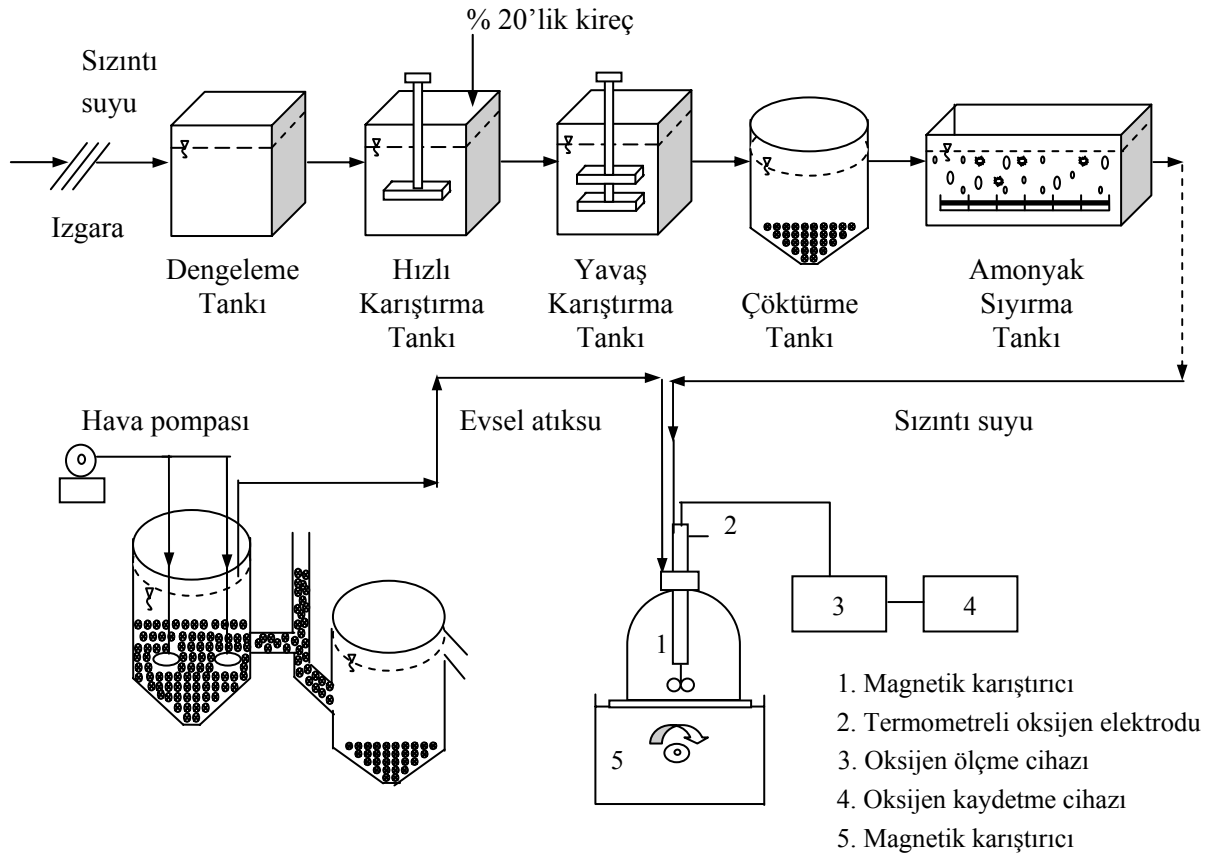 % 20’lik kireç
Sızıntı
suyu
Izgara
Dengeleme
Tankı
Hızlı
Karıştırma
Tankı
Yavaş
Karıştırma
Tankı
Çöktürme
Tankı
Amonyak
Sıyırma
Tankı
Hava pompası
Evsel atıksu
Sızıntı suyu
2
3
4
1
5
1. Magnetik karıştırıcı
2. Termometreli oksijen elektrodu
3. Oksijen ölçme cihazı
4. Oksijen kaydetme cihazı
5. Magnetik karıştırıcı